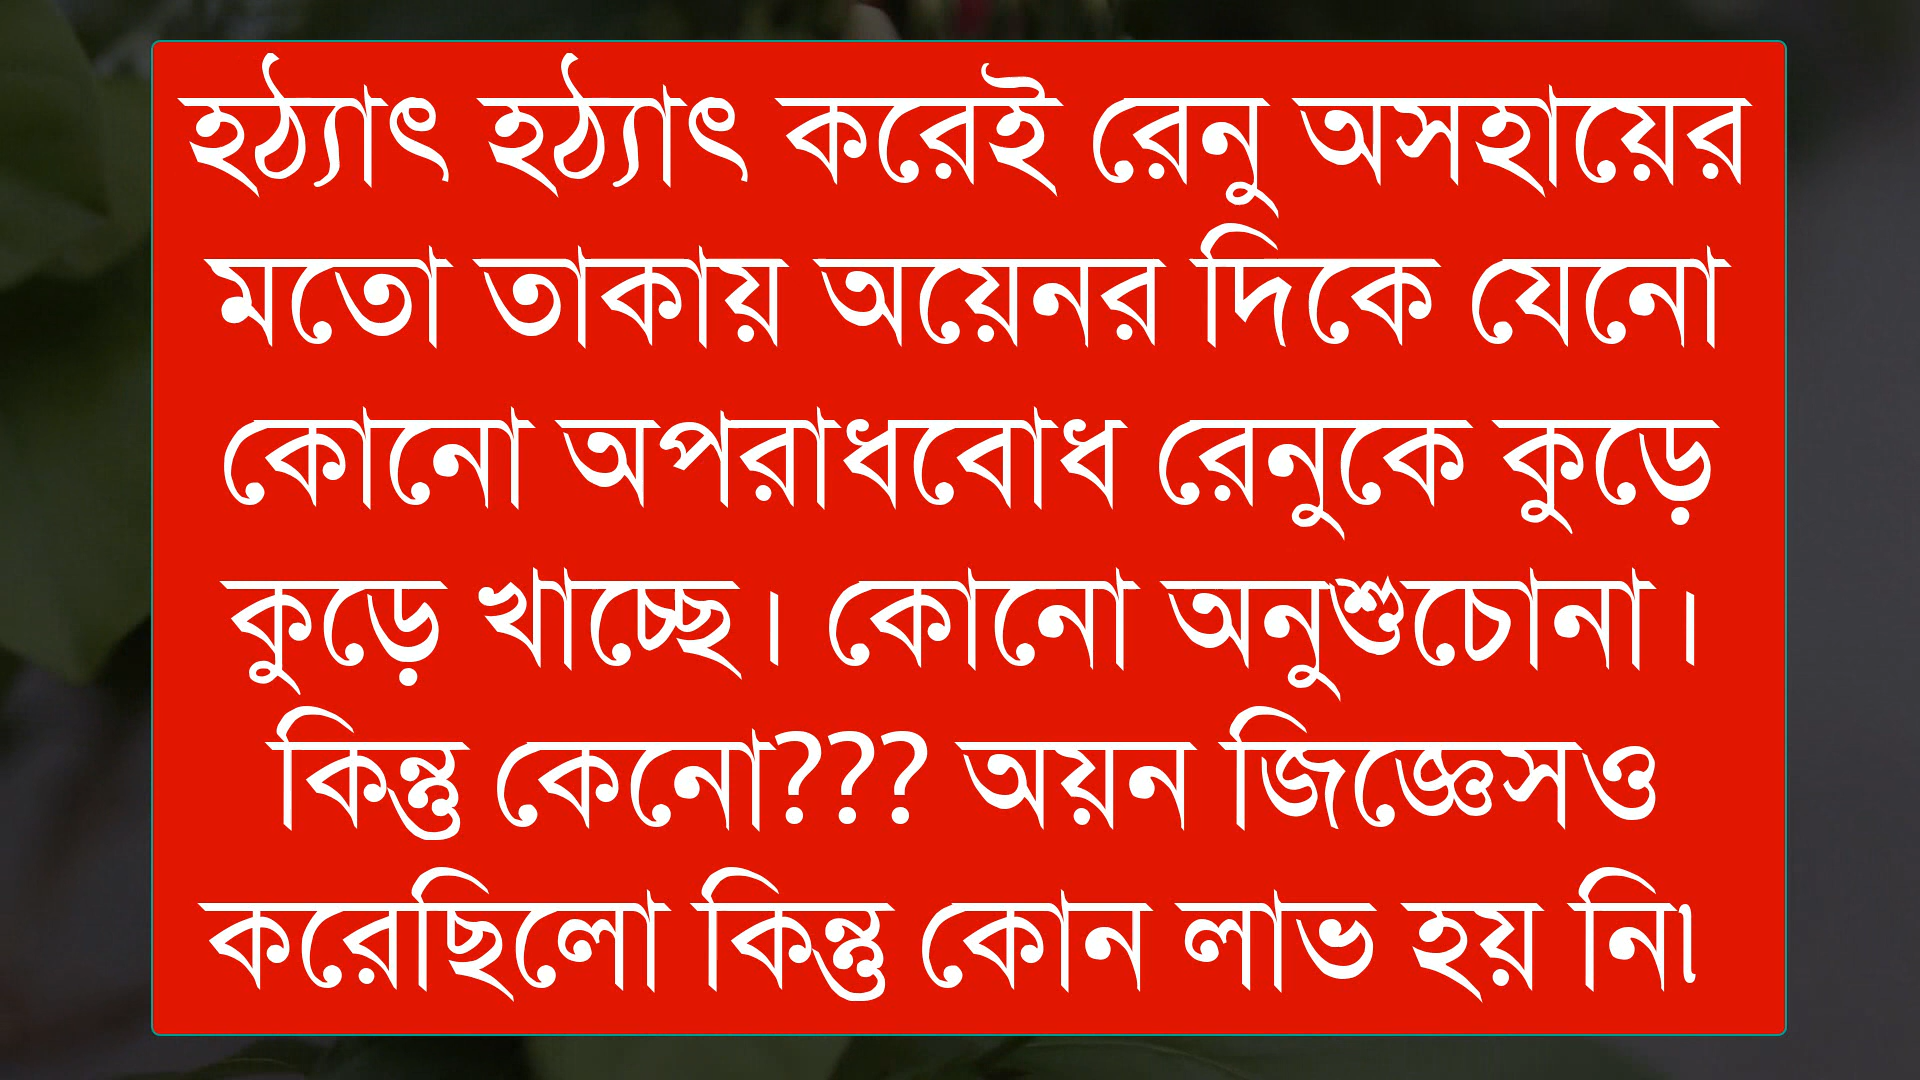 হঠ্যাৎ হঠ্যাৎ করেই রেনু অসহায়ের
মতো তাকায় অয়েনর দিকে যেনো
কোনো অপরাধবোধ রেনুকে কুড়ে
কুড়ে খাচ্ছে। কোনো অনুশুচোনা।
কিন্তু কেনো??? অয়ন জিজ্ঞেসও
করেছিলো কিন্তু কোন লাভ হয় নি৷